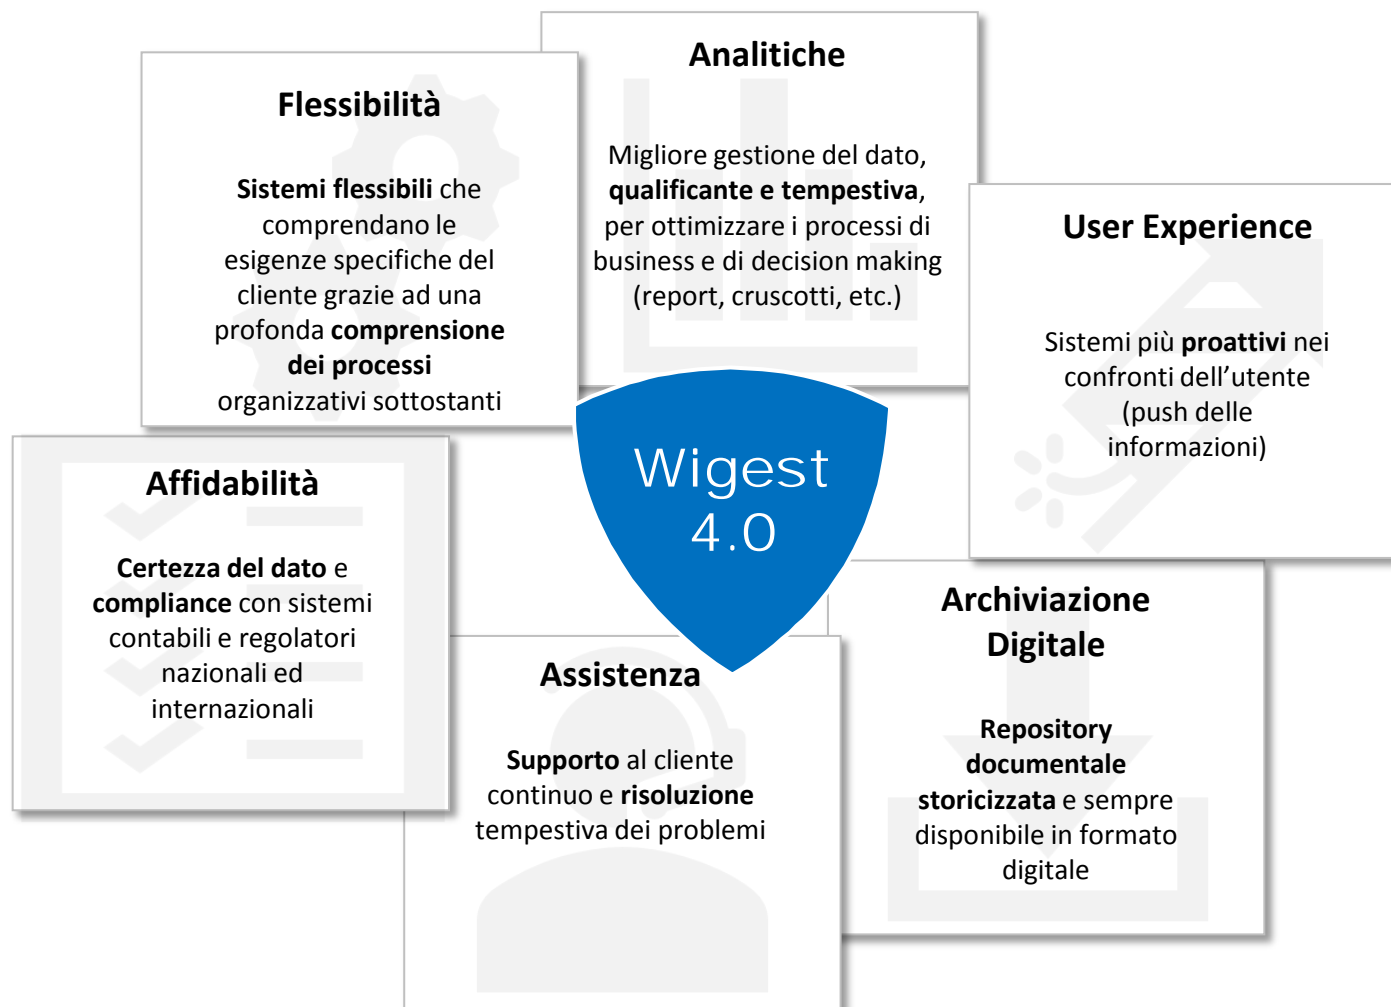 Analitiche
Migliore gestione del dato,
qualificante e tempestiva,
per ottimizzare i processi di
business e di decision making
(report, cruscotti, etc.)
Flessibilità
Sistemi flessibili che
comprendano le
esigenze specifiche del
cliente grazie ad una
profonda comprensione
dei processi
organizzativi sottostanti
User Experience
Sistemi più proattivi nei
confronti dell’utente
(push delle
informazioni)
Wigest
4.0
Affidabilità
Certezza del dato e
compliance con sistemi
contabili e regolatori
nazionali ed
internazionali
Assistenza
Supporto al cliente
continuo e risoluzione
tempestiva dei problemi
Archiviazione
Digitale
Repository
documentale
storicizzata e sempre
disponibile in formato
digitale